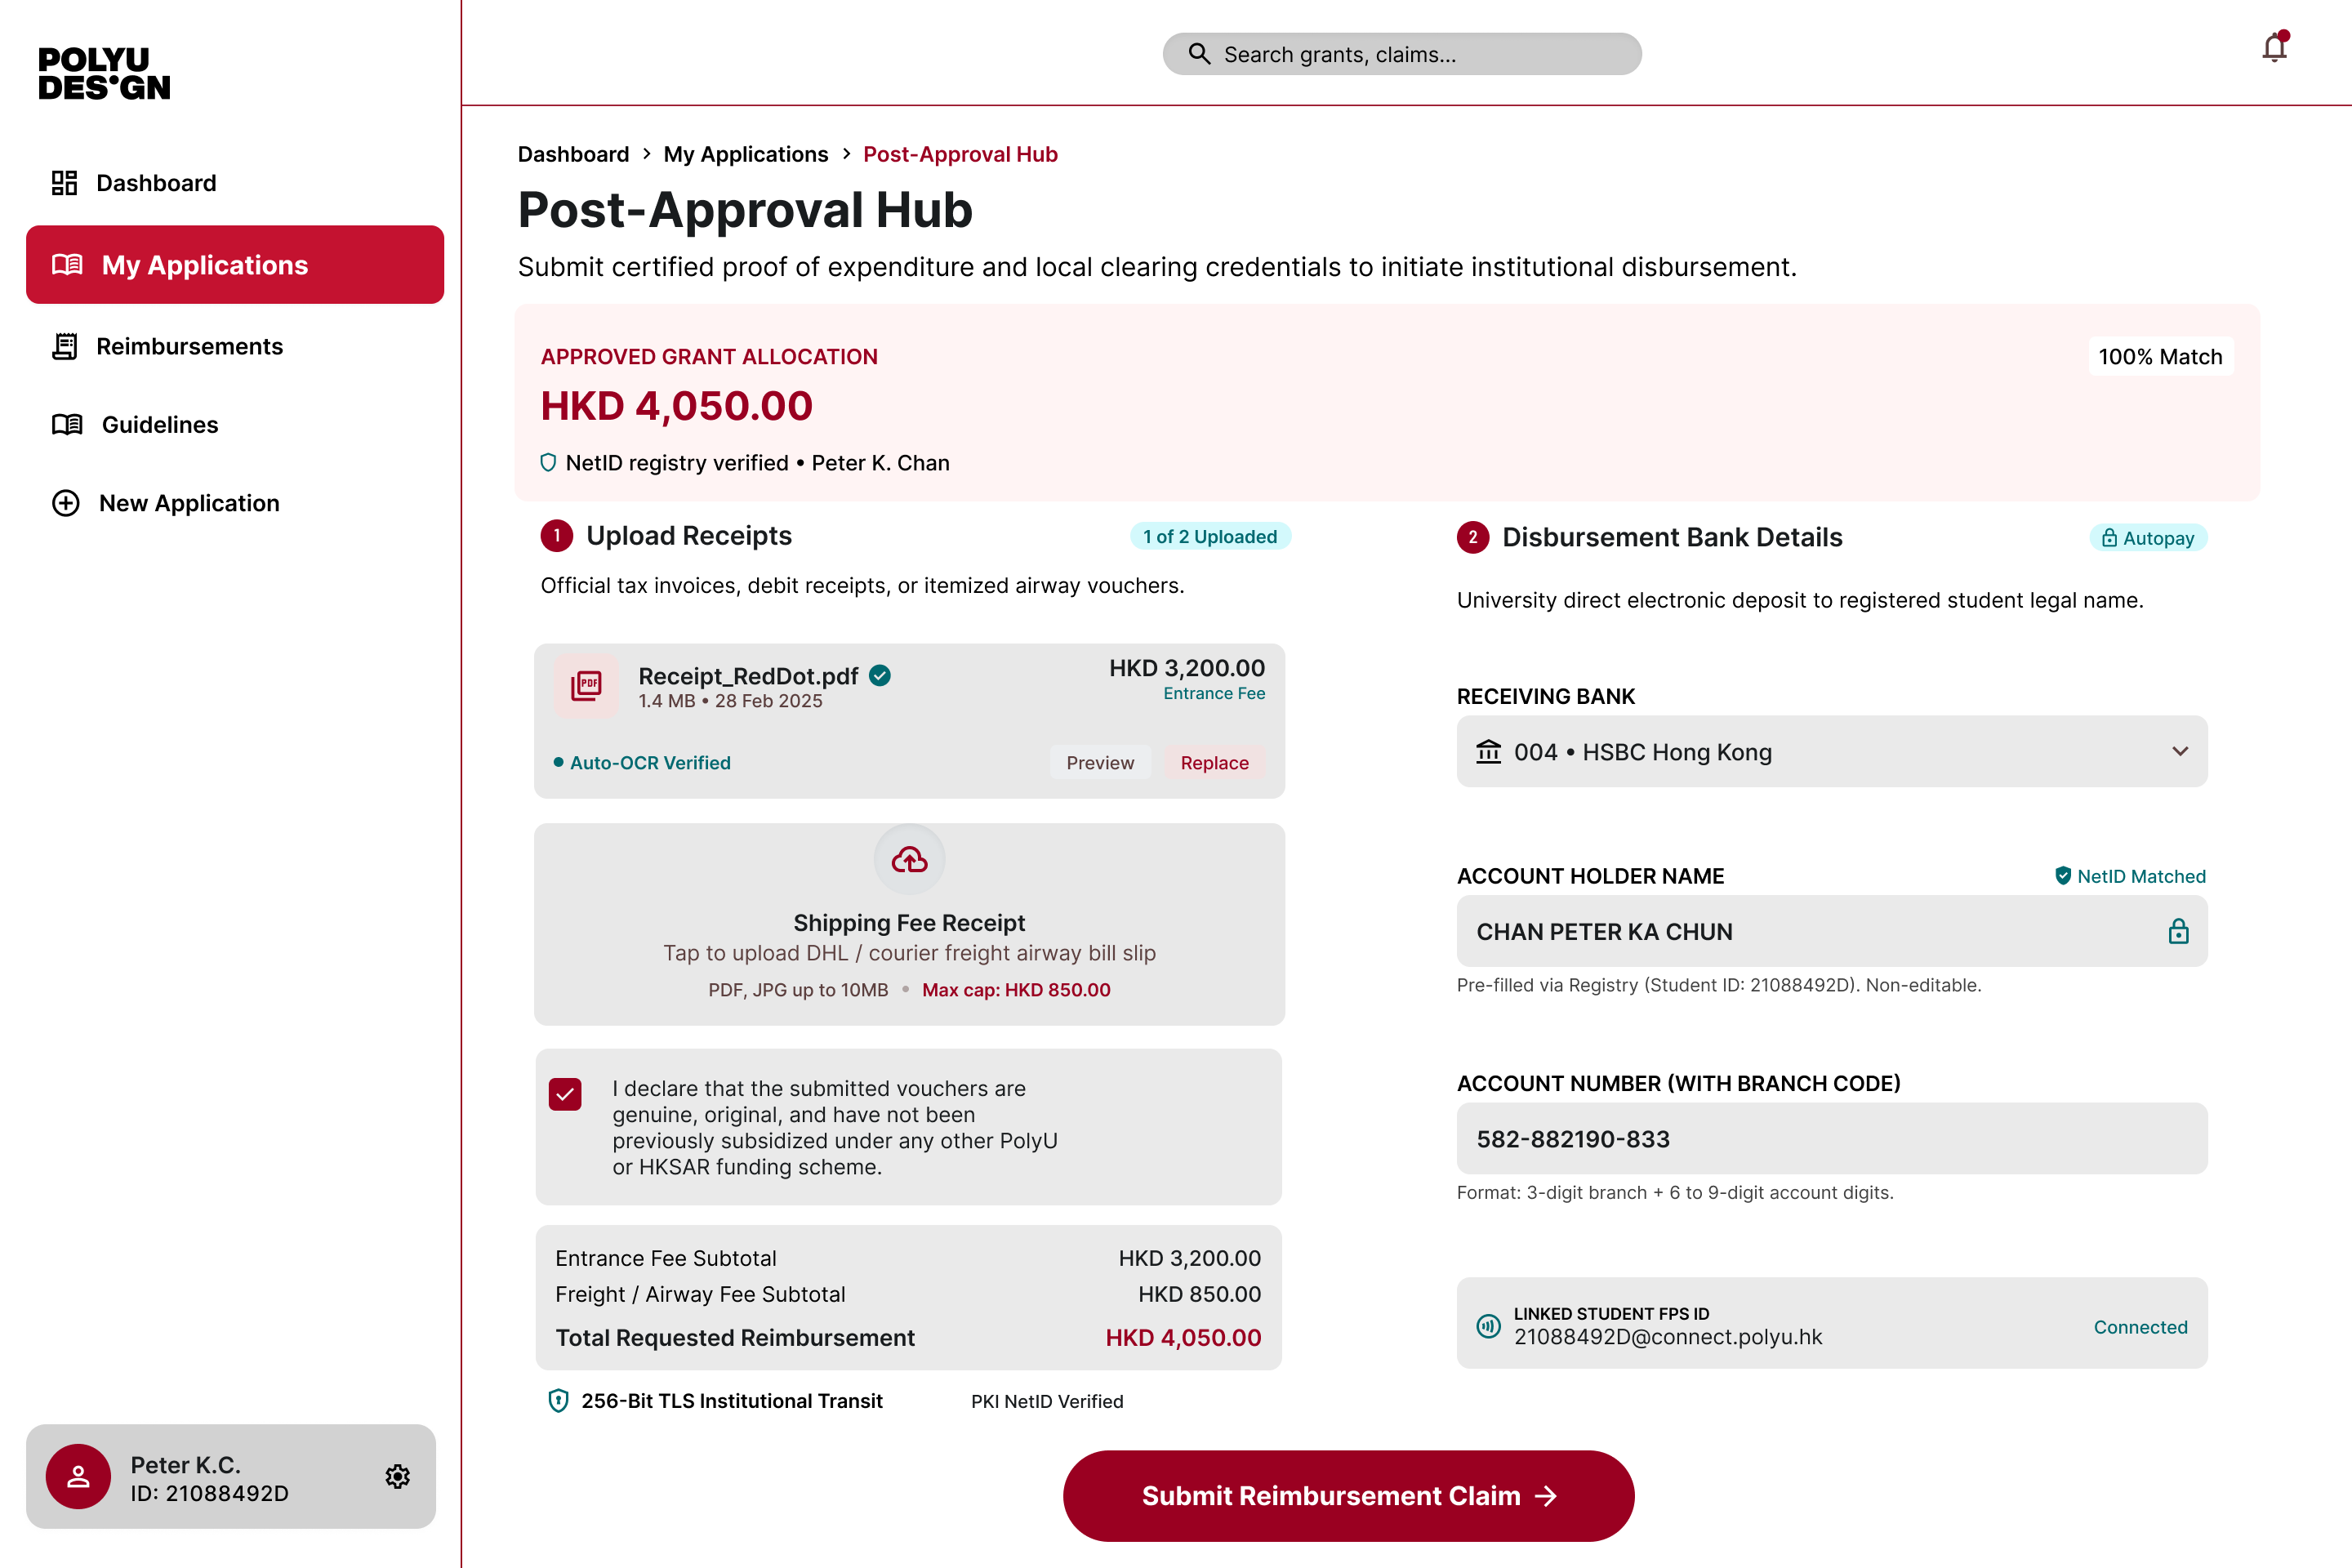 POLYU
DES•GN
Dashboard
My Applications
Reimbursements
Guidelines
New Application
Peter K.C.
ID: 21088492D
Search grants, claims...
Dashboard > My Applications > Post-Approval Hub
Post-Approval Hub
Submit certified proof of expenditure and local clearing credentials to initiate institutional disbursement.
APPROVED GRANT ALLOCATION
100% Match
HKD 4,050.00
NetID registry verified • Peter K. Chan
1 Upload Receipts
1 of 2 Uploaded
Official tax invoices, debit receipts, or itemized airway vouchers.
PDF
Receipt_RedDot.pdf
HKD 3,200.00
1.4 MB • 28 Feb 2025
Entrance Fee
• Auto-OCR Verified
Preview
Replace
Shipping Fee Receipt
Tap to upload DHL / courier freight airway bill slip
PDF, JPG up to 10MB • Max cap: HKD 850.00
I declare that the submitted vouchers are
genuine, original, and have not been
previously subsidized under any other PolyU
or HKSAR funding scheme.
Entrance Fee Subtotal HKD 3,200.00
Freight / Airway Fee Subtotal HKD 850.00
Total Requested Reimbursement HKD 4,050.00
256-Bit TLS Institutional Transit
PKI NetID Verified
2 Disbursement Bank Details
Autopay
University direct electronic deposit to registered student legal name.
RECEIVING BANK
004 • HSBC Hong Kong
ACCOUNT HOLDER NAME
NetID Matched
CHAN PETER KA CHUN
Pre-filled via Registry (Student ID: 21088492D). Non-editable.
ACCOUNT NUMBER (WITH BRANCH CODE)
582-882190-833
Format: 3-digit branch + 6 to 9-digit account digits.
LINKED STUDENT FPS ID
21088492D@connect.polyu.hk
Connected
Submit Reimbursement Claim →